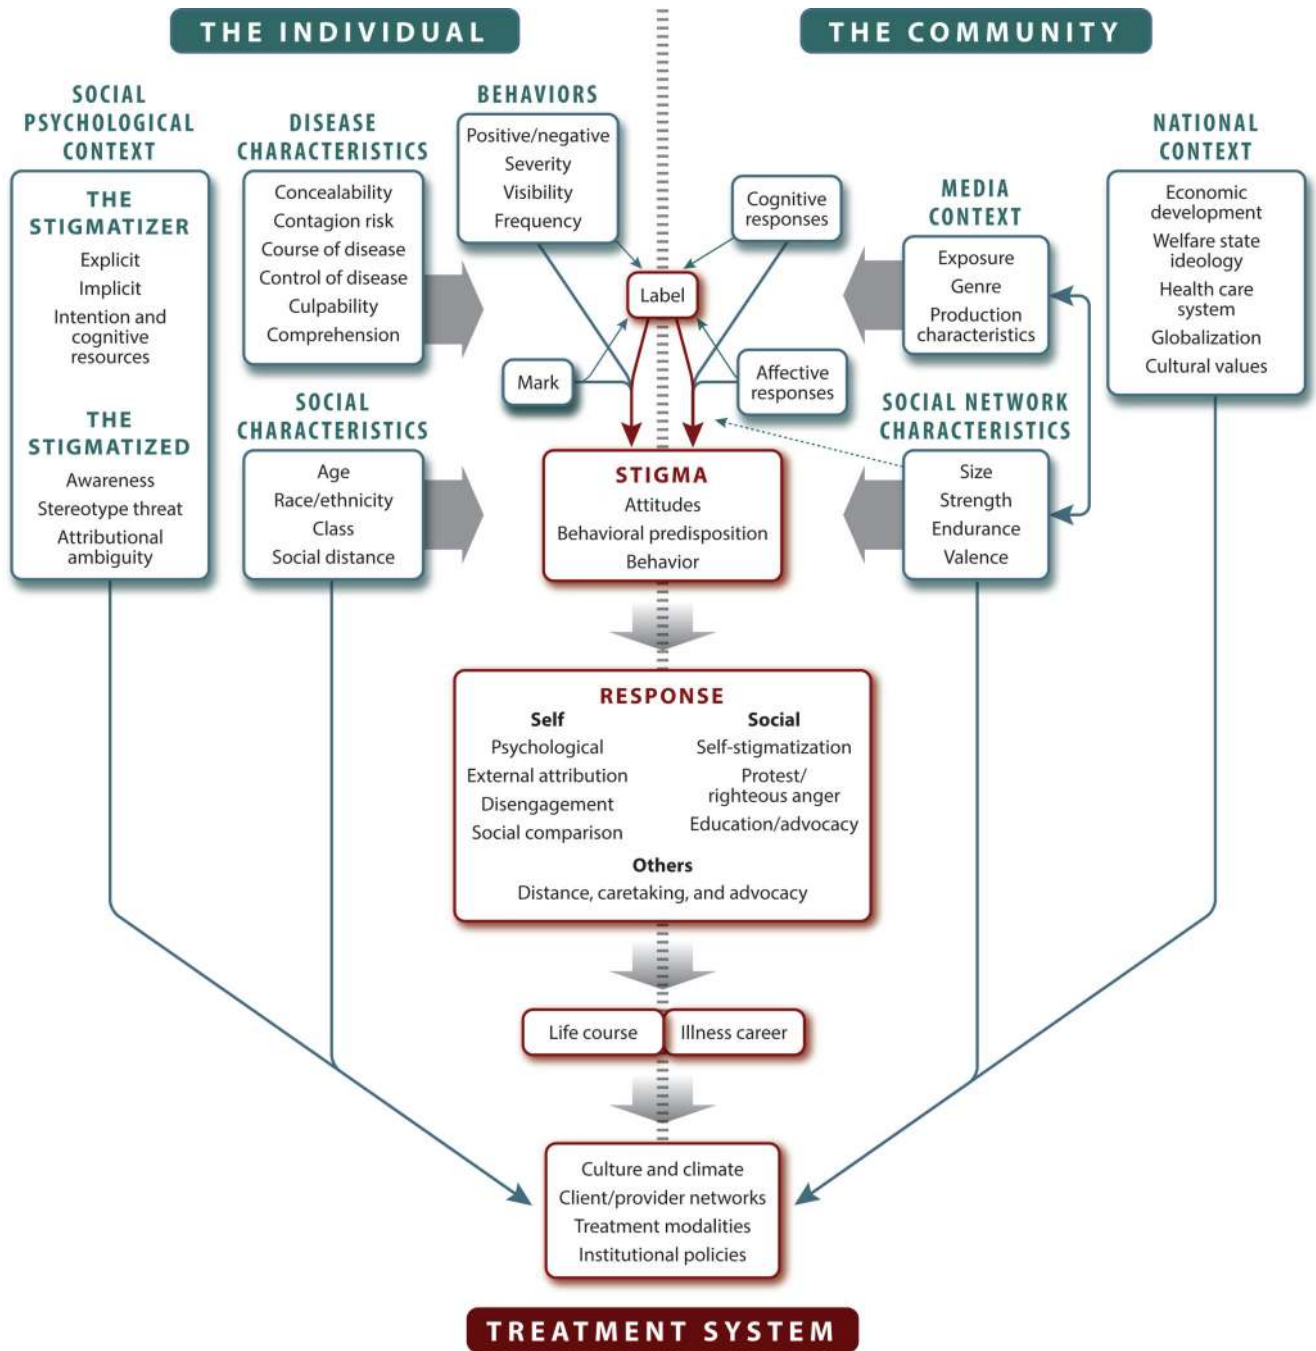 THE INDIVIDUAL
THE COMMUNITY
SOCIAL
PSYCHOLOGICAL
CONTEXT
THE
STIGMATIZER
Explicit
Implicit
Intention and
cognitive
resources
THE
STIGMATIZED
Awareness
Stereotype threat
Attributional
ambiguity
DISEASE
CHARACTERISTICS
Concealability
Contagion risk
Course of disease
Control of disease
Culpability
Comprehension
SOCIAL
CHARACTERISTICS
Age
Race/ethnicity
Class
Social distance
BEHAVIORS
Positive/negative
Severity
Visibility
Frequency
Cognitive
responses
Label
Mark
Affective
responses
MEDIA
CONTEXT
Exposure
Genre
Production
characteristics
SOCIAL NETWORK
CHARACTERISTICS
Size
Strength
Endurance
Valence
NATIONAL
CONTEXT
Economic
development
Welfare state
ideology
Health care
system
Globalization
Cultural values
STIGMA
Attitudes
Behavioral predisposition
Behavior
RESPONSE
Self
Psychological
External attribution
Disengagement
Social comparison
Social
Self-stigmatization
Protest/
righteous anger
Education/advocacy
Others
Distance, caretaking, and advocacy
Life course
Illness career
Culture and climate
Client/provider networks
Treatment modalities
Institutional policies
TREATMENT SYSTEM